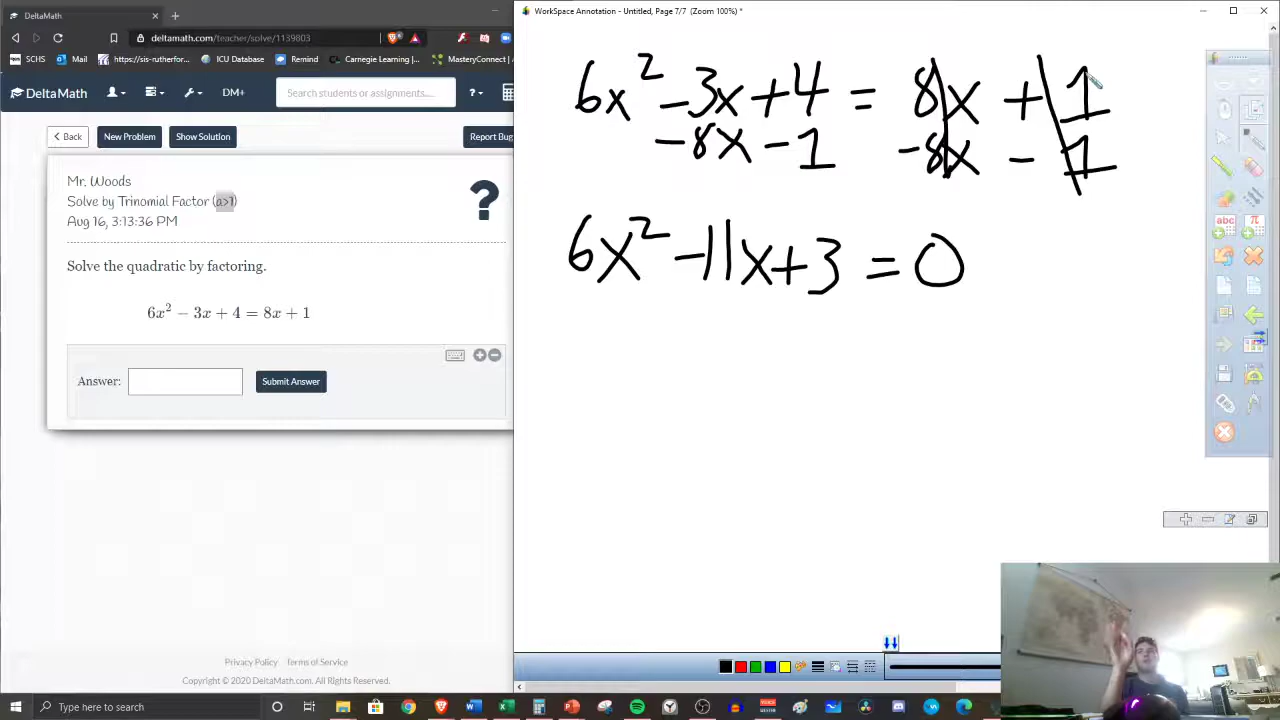 DeltaMath
WorkSpace Annotation - Untitled, Page 7/7 (Zoom 100%) *
deltamath.com/teacher/solve/1139803
SCHS
Mail
https://sis-rutherfor...
ICU Database
Carnegie Learning
MasteryConnect
DeltaMath
DM+
Search students/assignments/
?
Back
New Problem
Show Solution
Report Bug
Mr. Woods
Solve by Trinomial Factor (a>1)
Aug 16, 3:13:36 PM
?
Solve the quadratic by factoring.
6x² − 3x + 4 = 8x + 1
Answer:
Submit Answer
Privacy Policy
Terms of Service
Copyright © 2020 DeltaMath.com. All Rights Reserved.
6x² - 3x + 4 = 8x + 1
- 8x - 1 - 8x - 1
6x² - 11x + 3 = 0
abc
π
Type here to search